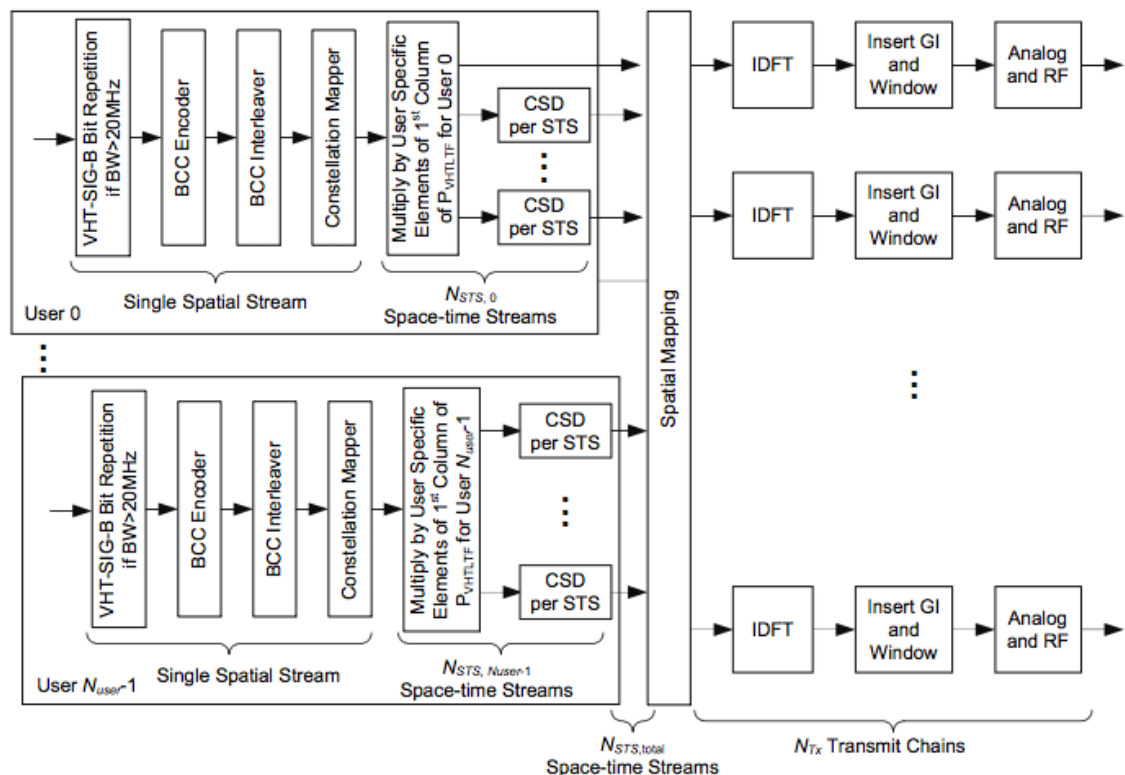 VHT-SIG-B Bit Repetition
if BW>20MHz
BCC Encoder
BCC Interleaver
Constellation Mapper
Multiply by User Specific
Elements of 1st Column
of PVHTLTF for User 0
CSD
per STS
...
CSD
per STS
Single Spatial Stream
NSTS, 0
Space-time Streams
User 0
...
VHT-SIG-B Bit Repetition
if BW>20MHz
BCC Encoder
BCC Interleaver
Constellation Mapper
Multiply by User Specific
Elements of 1st Column of
PVHTLTF for User Nuser-1
CSD
per STS
...
CSD
per STS
Single Spatial Stream
NSTS, Nuser-1
Space-time Streams
User Nuser-1
NSTS,total
Space-time Streams
Spatial Mapping
IDFT
Insert GI
and
Window
Analog
and RF
IDFT
Insert GI
and
Window
Analog
and RF
...
IDFT
Insert GI
and
Window
Analog
and RF
NTx Transmit Chains